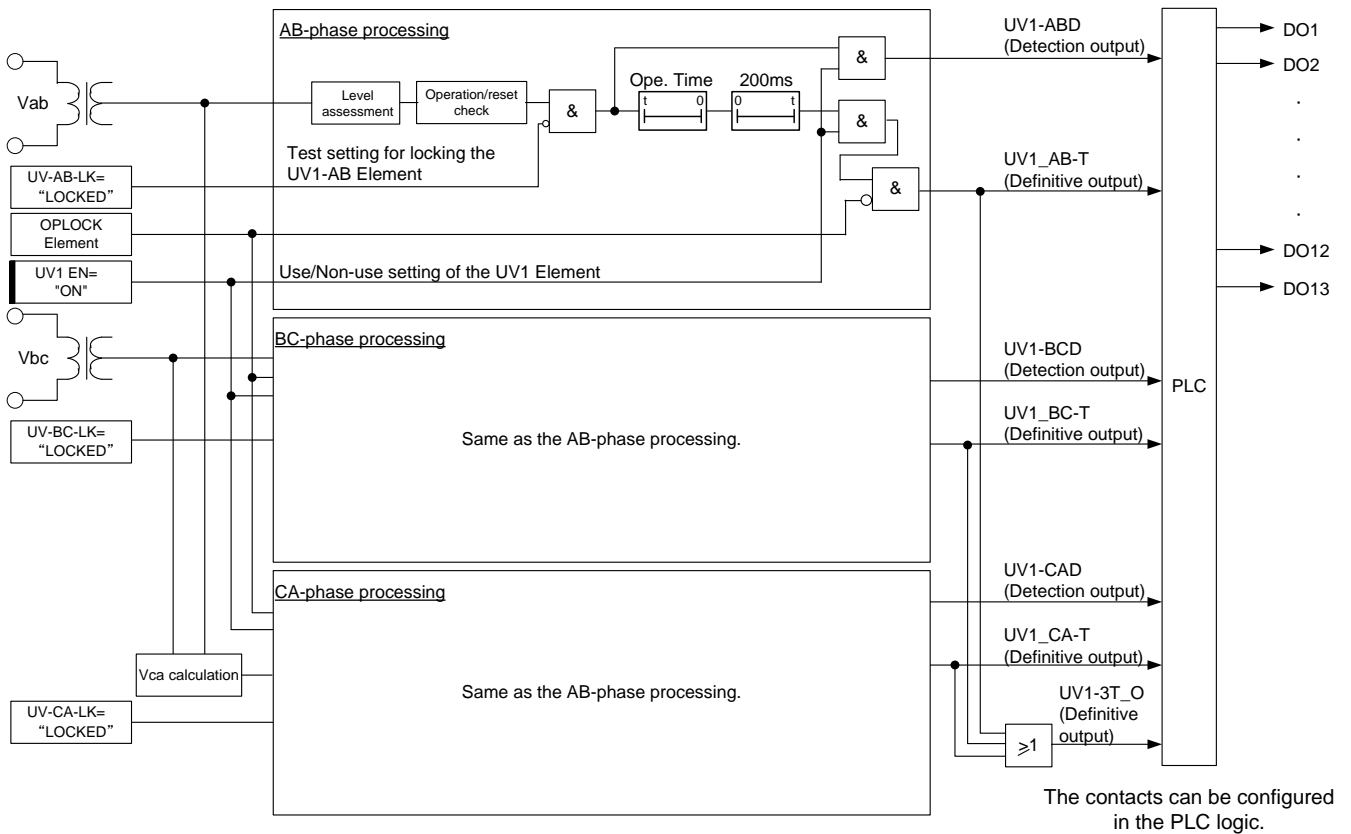 AB-phase processing
Vab
Level
assessment
Operation/reset
check
&
Ope. Time
t 0
200ms
0 t
&
&
&
Test setting for locking the
UV1-AB Element
UV-AB-LK=
“LOCKED”
OPLOCK
Element
UV1 EN=
"ON"
Use/Non-use setting of the UV1 Element
UV1-ABD
(Detection output)
UV1_AB-T
(Definitive output)
DO1
DO2
.
.
.
.
DO12
DO13
PLC
Vbc
BC-phase processing
UV-BC-LK=
“LOCKED”
Same as the AB-phase processing.
UV1-BCD
(Detection output)
UV1_BC-T
(Definitive output)
CA-phase processing
Vca calculation
UV-CA-LK=
“LOCKED”
Same as the AB-phase processing.
UV1-CAD
(Detection output)
UV1_CA-T
(Definitive output)
UV1-3T_O
(Definitive
output)
⩾1
The contacts can be configured
in the PLC logic.